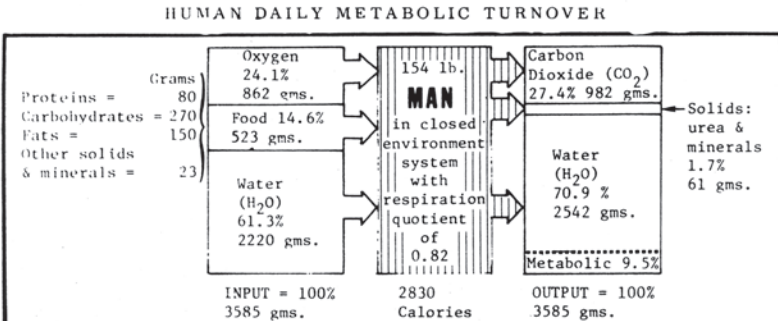 HUMAN DAILY METABOLIC TURNOVER
Grams
Proteins = 80
Carbohydrates = 270
Fats = 150
Other solids
& minerals = 23
Oxygen
24.1%
862 gms.
Food 14.6%
523 gms.
Water
(H2O)
61.3%
2220 gms.
INPUT = 100%
3585 gms.
154 lb.
MAN
in closed
environment
system
with
respiration
quotient
of
0.82
2830
Calories
Carbon
Dioxide (CO2)
27.4% 982 gms.
Water
(H2O)
70.9 %
2542 gms.
Metabolic 9.5%
OUTPUT = 100%
3585 gms.
Solids:
urea &
minerals
1.7%
61 gms.